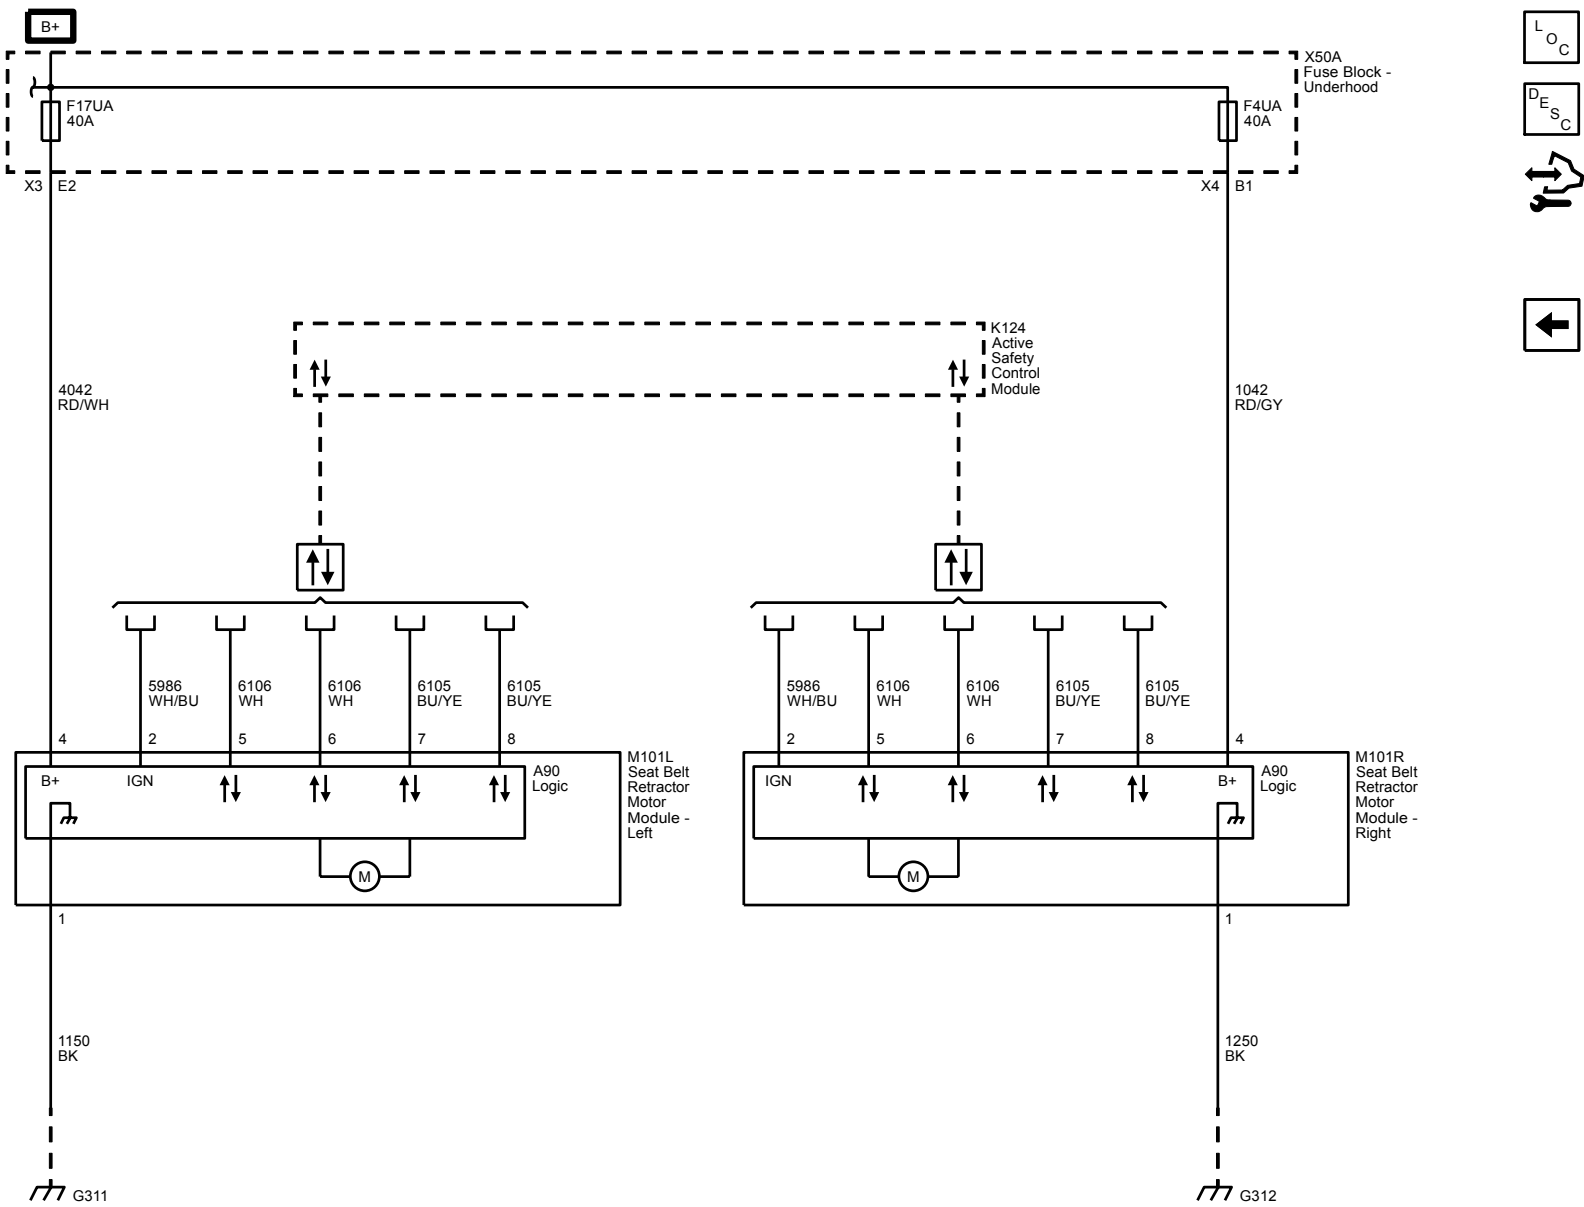 B+
L O C
X50A
Fuse Block -
Underhood
D E S C
F17UA
40A
F4UA
40A
X3 E2
X4 B1
K124
Active
Safety
Control
Module
4042
RD/WH
1042
RD/GY
5986
WH/BU
6106
WH
6106
WH
6105
BU/YE
6105
BU/YE
5986
WH/BU
6106
WH
6106
WH
6105
BU/YE
6105
BU/YE
4 2 5 6 7 8
2 5 6 7 8 4
B+ IGN
A90
Logic
M101L
Seat Belt
Retractor
Motor
Module -
Left
IGN B+
A90
Logic
M101R
Seat Belt
Retractor
Motor
Module -
Right
M
M
1
1
1150
BK
1250
BK
G311
G312